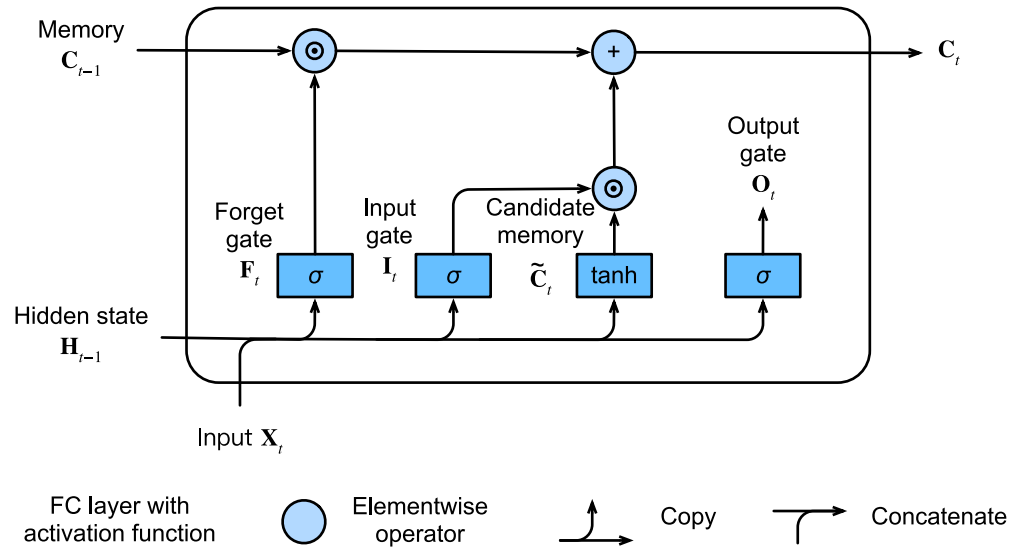 Memory
C_{t−1}
⊙
+
C_t
Output
gate
O_t
⊙
Forget
gate
F_t
Input
gate
I_t
Candidate
memory
C̃_t
σ
σ
tanh
σ
Hidden state
H_{t−1}
Input X_t
FC layer with
activation function
Elementwise
operator
Copy
Concatenate